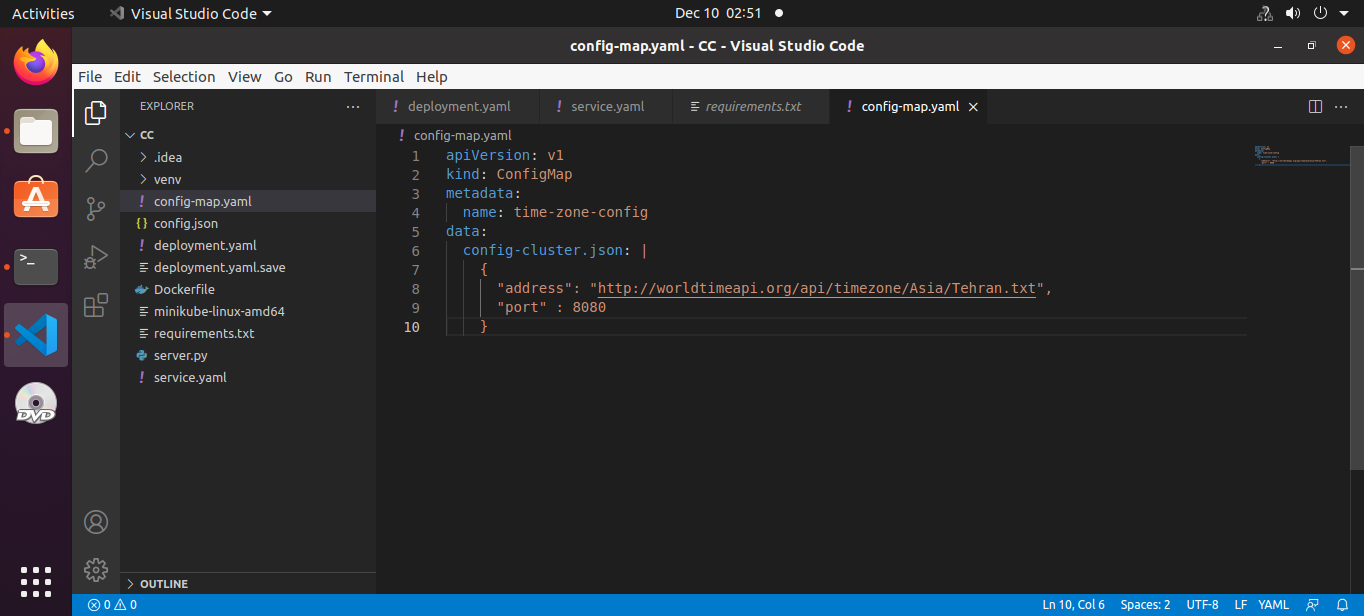 Activities
Visual Studio Code
Dec 10 02:51
config-map.yaml - CC - Visual Studio Code
File Edit Selection View Go Run Terminal Help
EXPLORER
CC
.idea
venv
! config-map.yaml
{} config.json
! deployment.yaml
deployment.yaml.save
Dockerfile
minikube-linux-amd64
requirements.txt
server.py
! service.yaml
OUTLINE
! deployment.yaml
! service.yaml
requirements.txt
! config-map.yaml
! config-map.yaml
1 apiVersion: v1
2 kind: ConfigMap
3 metadata:
4 name: time-zone-config
5 data:
6 config-cluster.json: |
7 {
8 "address": "http://worldtimeapi.org/api/timezone/Asia/Tehran.txt",
9 "port" : 8080
10 }
>_
DVD
0 0
Ln 10, Col 6 Spaces: 2 UTF-8 LF YAML